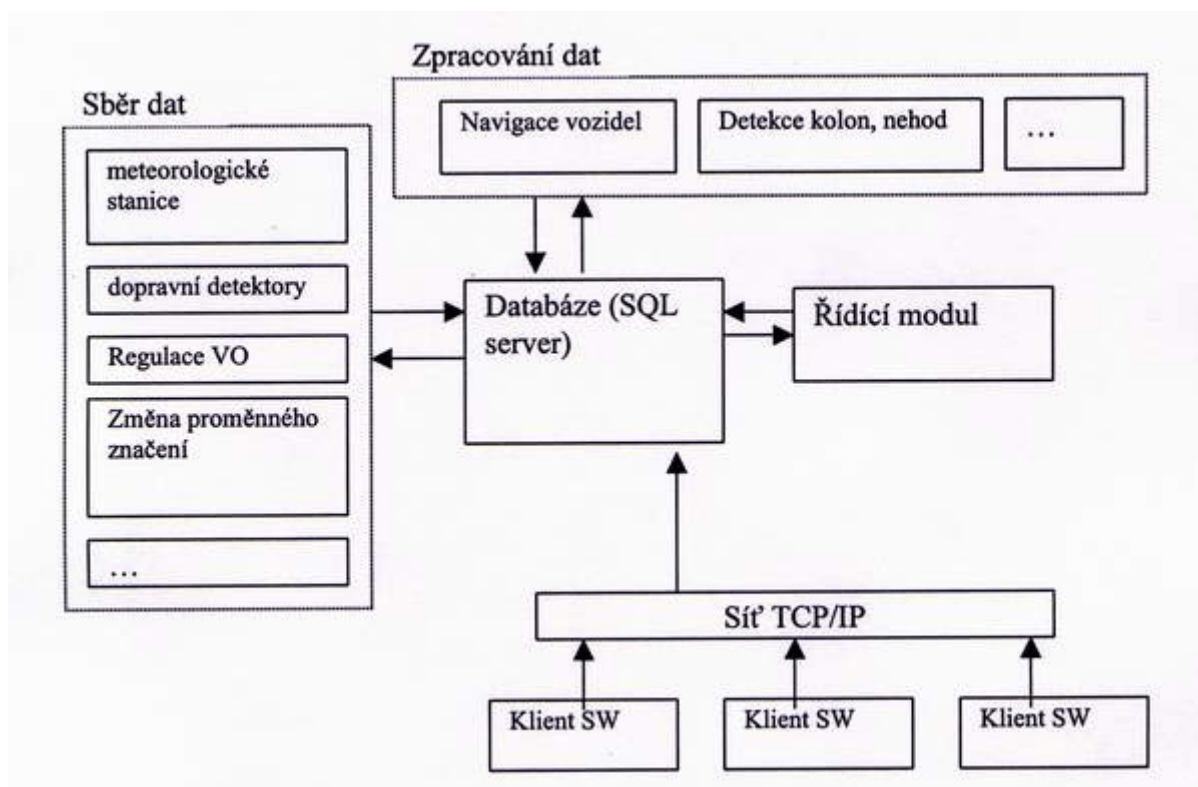 Zpracování dat
Navigace vozidel
Detekce kolon, nehod
...
Sběr dat
meteorologické
stanice
dopravní detektory
Regulace VO
Změna proměnného
značení
...
Databáze (SQL
server)
Řídící modul
Síť TCP/IP
Klient SW
Klient SW
Klient SW